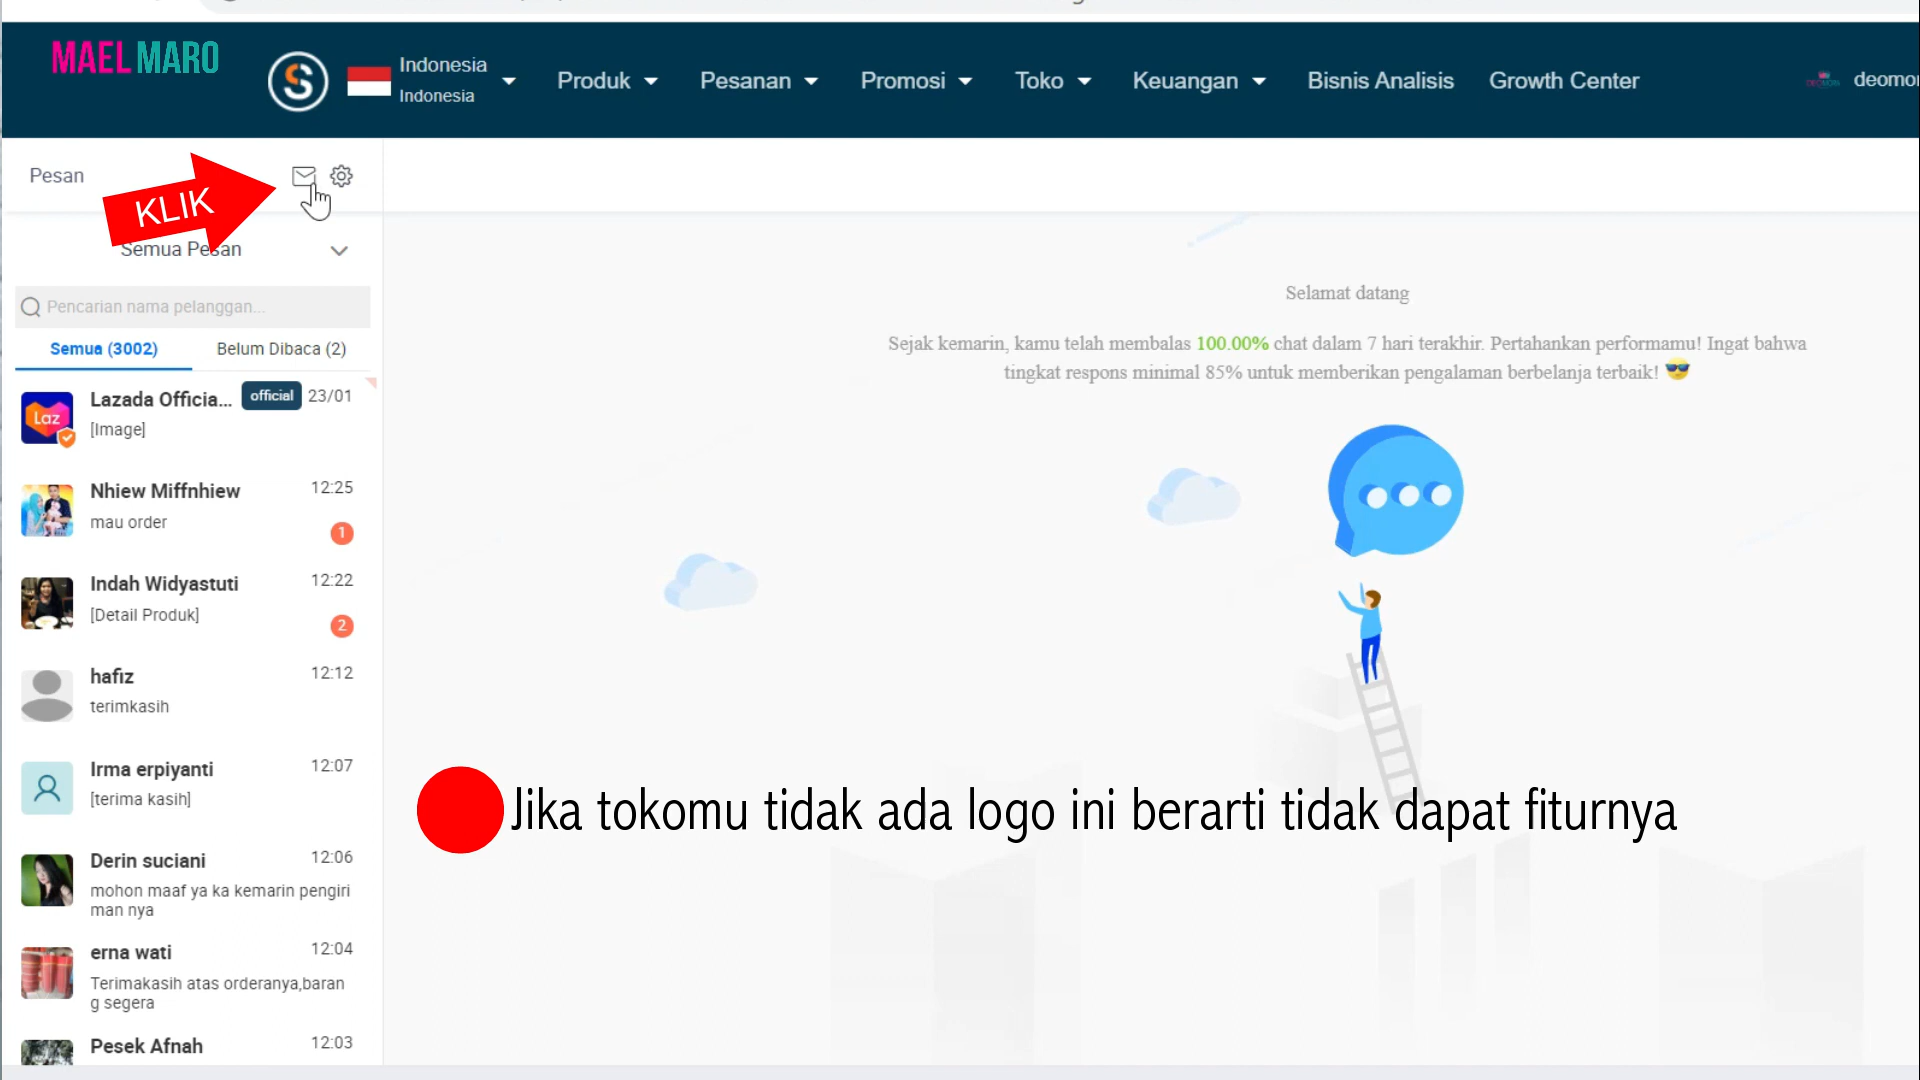 MAEL MARO
Indonesia
Indonesia
Produk
Pesanan
Promosi
Toko
Keuangan
Bisnis Analisis
Growth Center
Pesan
KLIK
Semua Pesan
Pencarian nama pelanggan...
Semua (3002)
Belum Dibaca (2)
Lazada Officia...
official
23/01
Laz
[Image]
Nhiew Miffnhiew
12:25
mau order
1
Indah Widyastuti
12:22
[Detail Produk]
2
hafiz
12:12
terimkasih
Irma erpiyanti
12:07
[terima kasih]
Derin suciani
12:06
mohon maaf ya ka kemarin pengiri
man nya
erna wati
12:04
Terimakasih atas orderanya,baran
g segera
Pesek Afnah
12:03
Selamat datang
Sejak kemarin, kamu telah membalas 100.00% chat dalam 7 hari terakhir. Pertahankan performamu! Ingat bahwa
tingkat respons minimal 85% untuk memberikan pengalaman berbelanja terbaik! 😎
Jika tokomu tidak ada logo ini berarti tidak dapat fiturnya